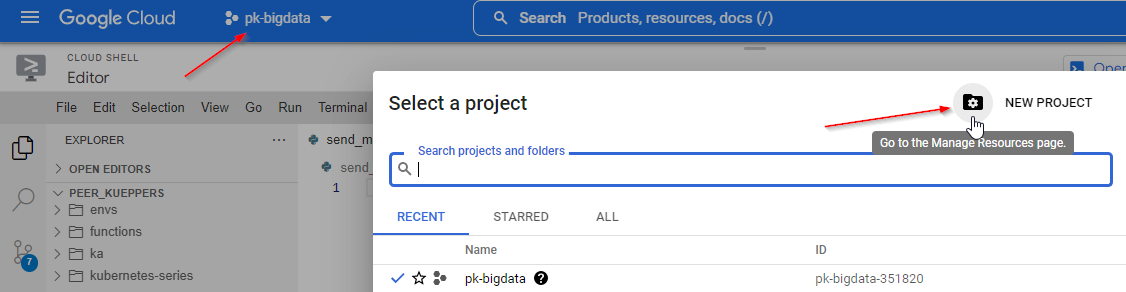 Google Cloud pk-bigdata Search Products, resources, docs (/)
CLOUD SHELL
Editor
Open
File Edit Selection View Go Run Terminal
Select a project
NEW PROJECT
Go to the Manage Resources page.
EXPLORER ...
send_m
Search projects and folders
OPEN EDITORS
send_
PEER_KUEPPERS
1
envs
functions
RECENT STARRED ALL
ka
Name ID
7
kubernetes-series
pk-bigdata ? pk-bigdata-351820